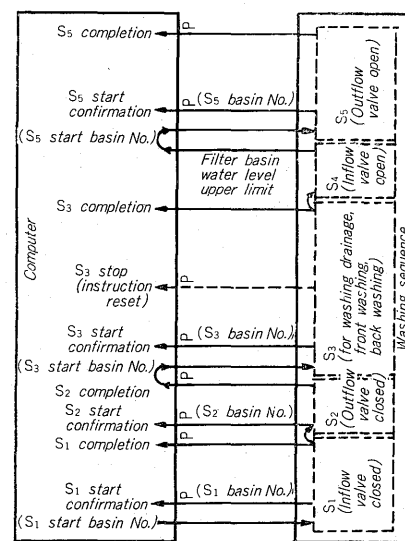 S5 completion
P
S5 start
confirmation
P
(S5 basin No.)
(S5 start basin No.)
Filter basin
water level
upper limit
S3 completion
P
S3 stop
(instruction
reset)
P
S3 start
confirmation
P
(S3 basin No.)
(S3 start basin No.)
S2 completion
P
S2 start
confirmation
P
(S2 basin No.)
S1 completion
P
S1 start
confirmation
P
(S1 basin No.)
(S1 start basin No.)
Computer
S5
(Outflow
valve open)
S4
(Inflow
valve
open)
S3
(for washing drainage,
front washing,
back washing)
S2
(Outflow
valve
closed)
S1
(Inflow
valve
closed)
Washing sequence